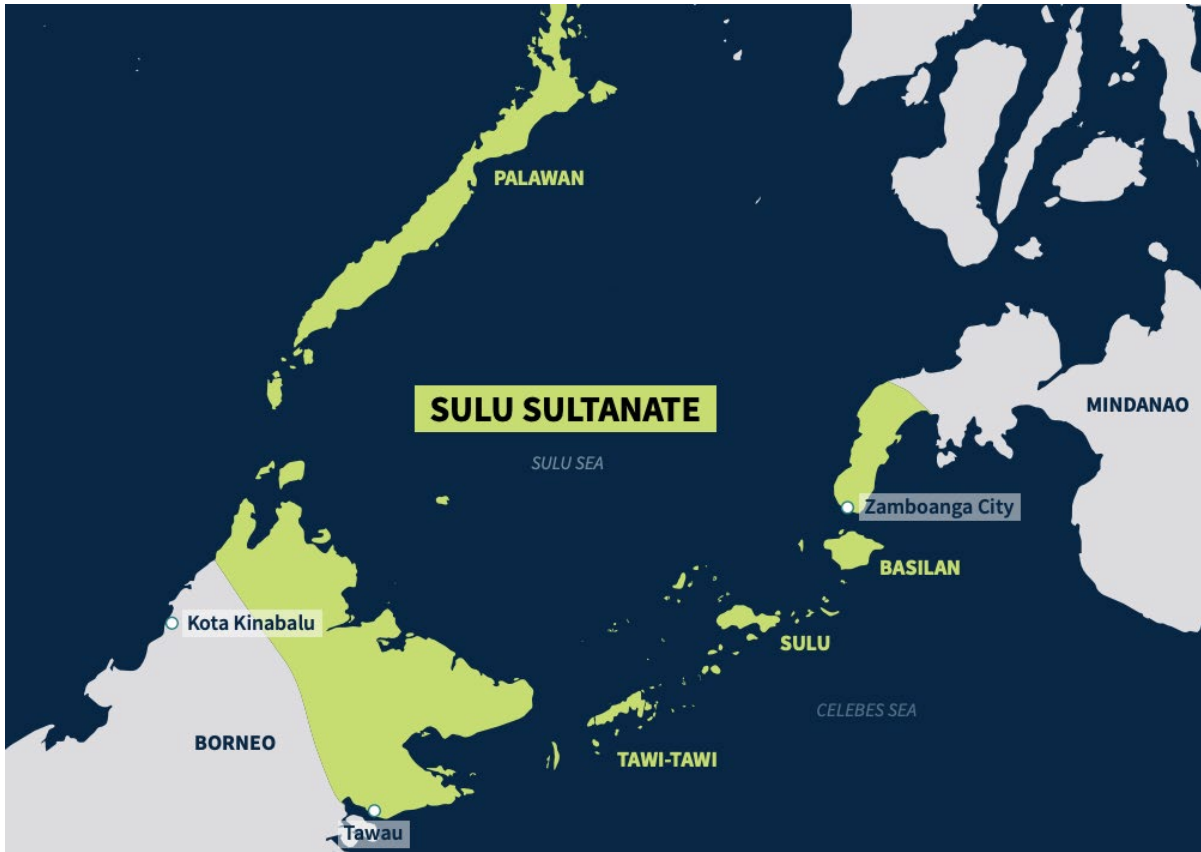 PALAWAN
SULU SULTANATE
MINDANAO
SULU SEA
Zamboanga City
BASILAN
Kota Kinabalu
SULU
CELEBES SEA
BORNEO
TAWI-TAWI
Tawau